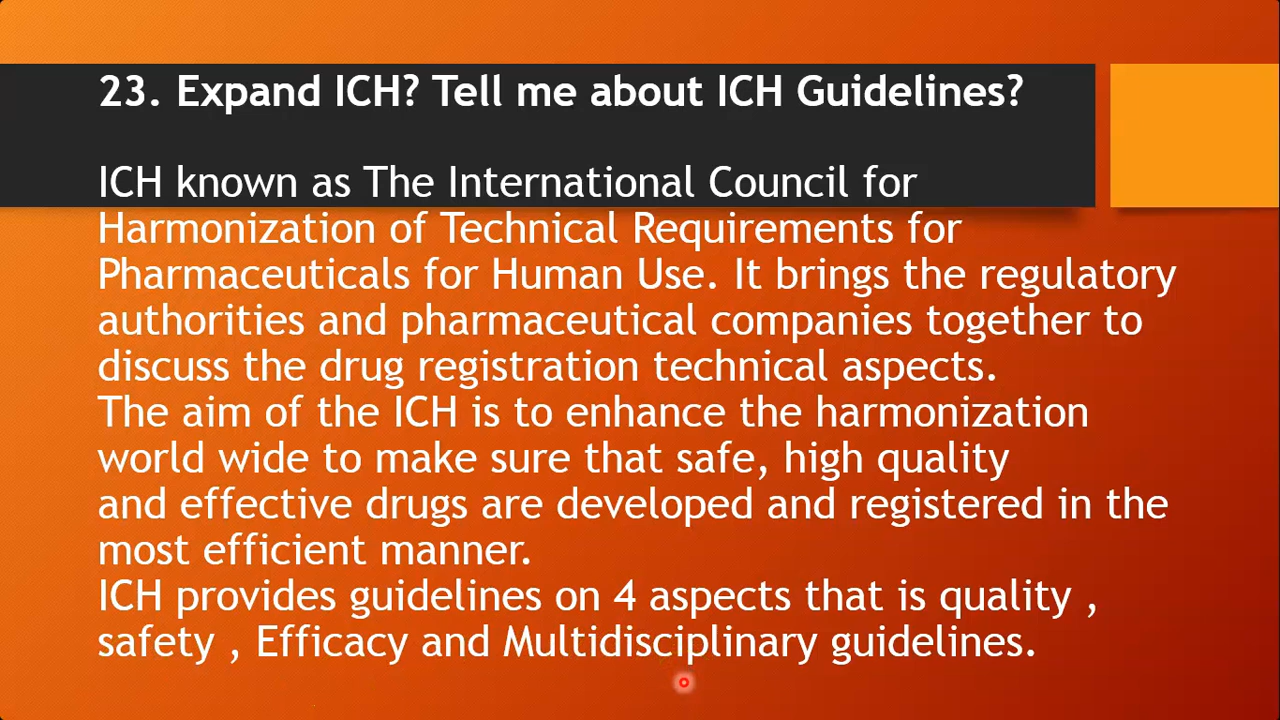 23. Expand ICH? Tell me about ICH Guidelines?
ICH known as The International Council for
Harmonization of Technical Requirements for
Pharmaceuticals for Human Use. It brings the regulatory
authorities and pharmaceutical companies together to
discuss the drug registration technical aspects.
The aim of the ICH is to enhance the harmonization
world wide to make sure that safe, high quality
and effective drugs are developed and registered in the
most efficient manner.
ICH provides guidelines on 4 aspects that is quality ,
safety , Efficacy and Multidisciplinary guidelines.